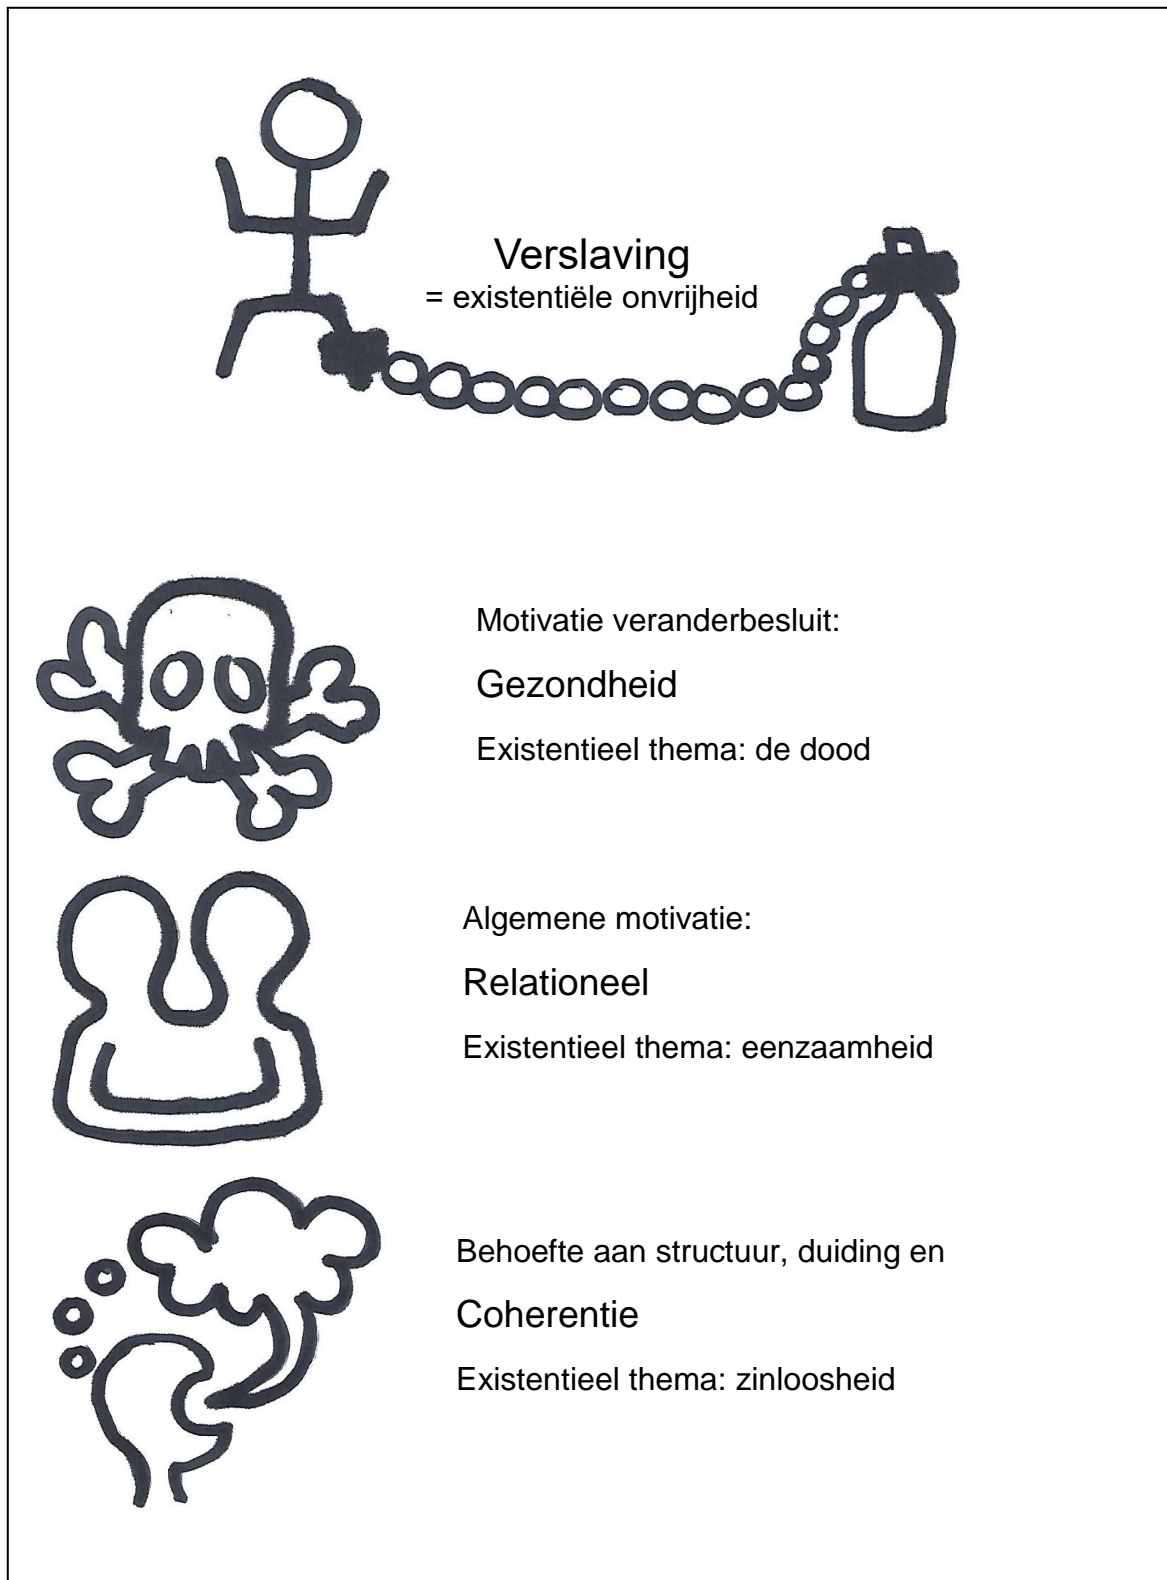 Verslaving
= existentiële onvrijheid
Motivatie veranderbesluit:
Gezondheid
Existentieel thema: de dood
Algemene motivatie:
Relationeel
Existentieel thema: eenzaamheid
Behoefte aan structuur, duiding en
Coherentie
Existentieel thema: zinloosheid